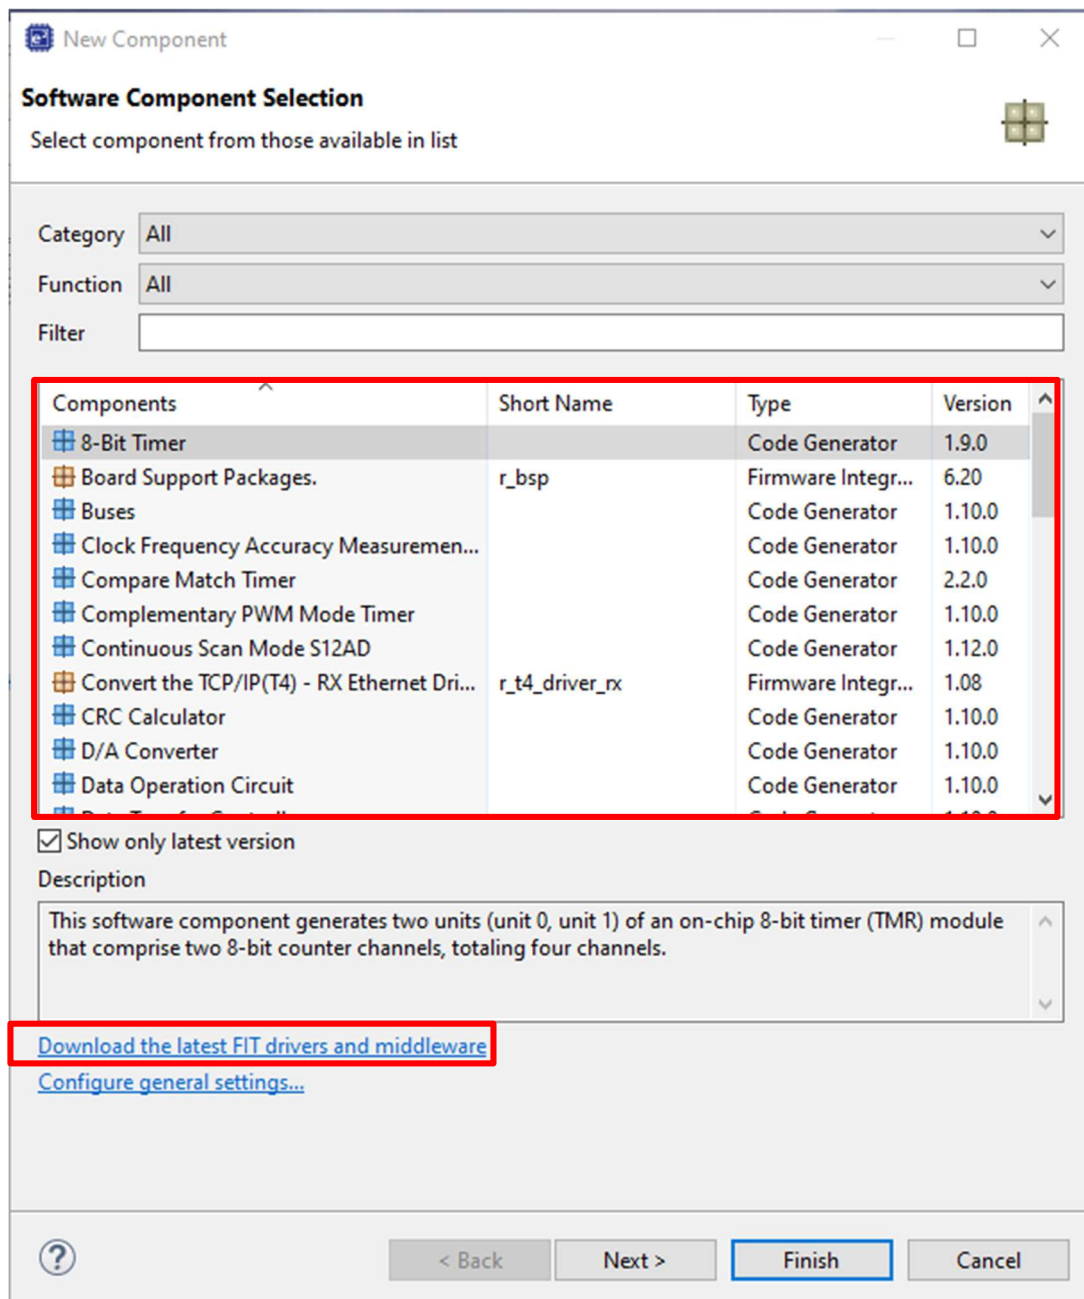 New Component
Software Component Selection
Select component from those available in list
Category All
Function All
Filter
Components Short Name Type Version
8-Bit Timer Code Generator 1.9.0
Board Support Packages. r_bsp Firmware Integr... 6.20
Buses Code Generator 1.10.0
Clock Frequency Accuracy Measuremen... Code Generator 1.10.0
Compare Match Timer Code Generator 2.2.0
Complementary PWM Mode Timer Code Generator 1.10.0
Continuous Scan Mode S12AD Code Generator 1.12.0
Convert the TCP/IP(T4) - RX Ethernet Dri... r_t4_driver_rx Firmware Integr... 1.08
CRC Calculator Code Generator 1.10.0
D/A Converter Code Generator 1.10.0
Data Operation Circuit Code Generator 1.10.0
Show only latest version
Description
This software component generates two units (unit 0, unit 1) of an on-chip 8-bit timer (TMR) module
that comprise two 8-bit counter channels, totaling four channels.
Download the latest FIT drivers and middleware
Configure general settings...
? < Back Next > Finish Cancel